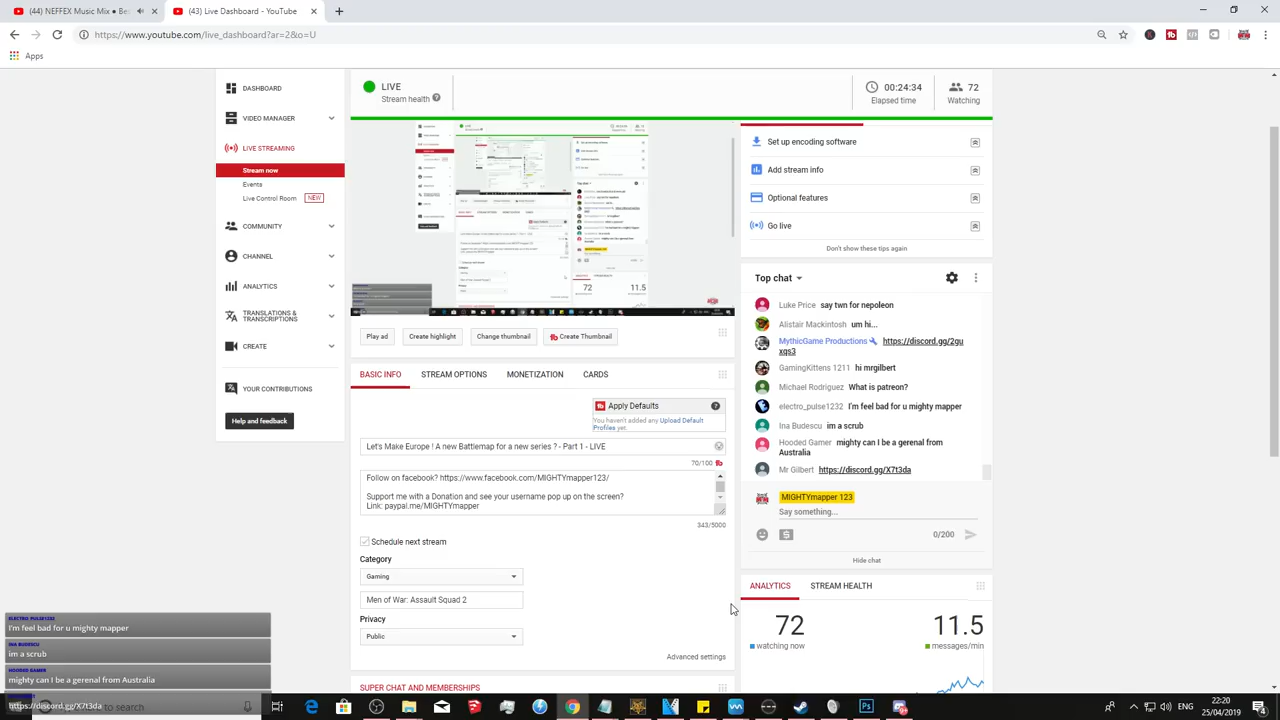 (44) NEFFEX Music Mix ● Be
(43) Live Dashboard - YouTube
https://www.youtube.com/live_dashboard?ar=2&o=U
Apps
DASHBOARD
VIDEO MANAGER
LIVE STREAMING
Stream now
Events
Live Control Room NEW
COMMUNITY
CHANNEL
ANALYTICS
TRANSLATIONS &
TRANSCRIPTIONS
CREATE
YOUR CONTRIBUTIONS
Help and feedback
LIVE
Stream health
00:24:34
Elapsed time
72
Watching
72
11.5
Play ad
Create highlight
Change thumbnail
Create Thumbnail
BASIC INFO
STREAM OPTIONS
MONETIZATION
CARDS
Apply Defaults
You haven't added any Upload Default
Profiles yet.
Let's Make Europe ! A new Battlemap for a new series ? - Part 1 - LIVE
70/100
Follow on facebook? https://www.facebook.com/MIGHTYmapper123/
Support me with a Donation and see your username pop up on the screen?
Link: paypal.me/MIGHTYmapper
343/5000
Schedule next stream
Category
Gaming
Men of War: Assault Squad 2
Privacy
Public
Advanced settings
SUPER CHAT AND MEMBERSHIPS
Set up encoding software
Add stream info
Optional features
Go live
Don't show these tips again
Top chat
Luke Price say twn for nepoleon
Alistair Mackintosh um hi...
MythicGame Productions https://discord.gg/2gu
xqs3
GamingKittens 1211 hi mrgilbert
Michael Rodriguez What is patreon?
electro_pulse1232 I'm feel bad for u mighty mapper
Ina Budescu im a scrub
Hooded Gamer mighty can I be a gerenal from
Australia
Mr Gilbert https://discord.gg/X7t3da
MIGHTYmapper 123
Say something...
0/200
Hide chat
ANALYTICS
STREAM HEALTH
72
watching now
11.5
messages/min
ELECTRO_PULSE1232
I'm feel bad for u mighty mapper
INA BUDESCU
im a scrub
HOODED GAMER
mighty can I be a gerenal from Australia
https://discord.gg/X7t3da
to search
ENG
22:20
25/04/2019